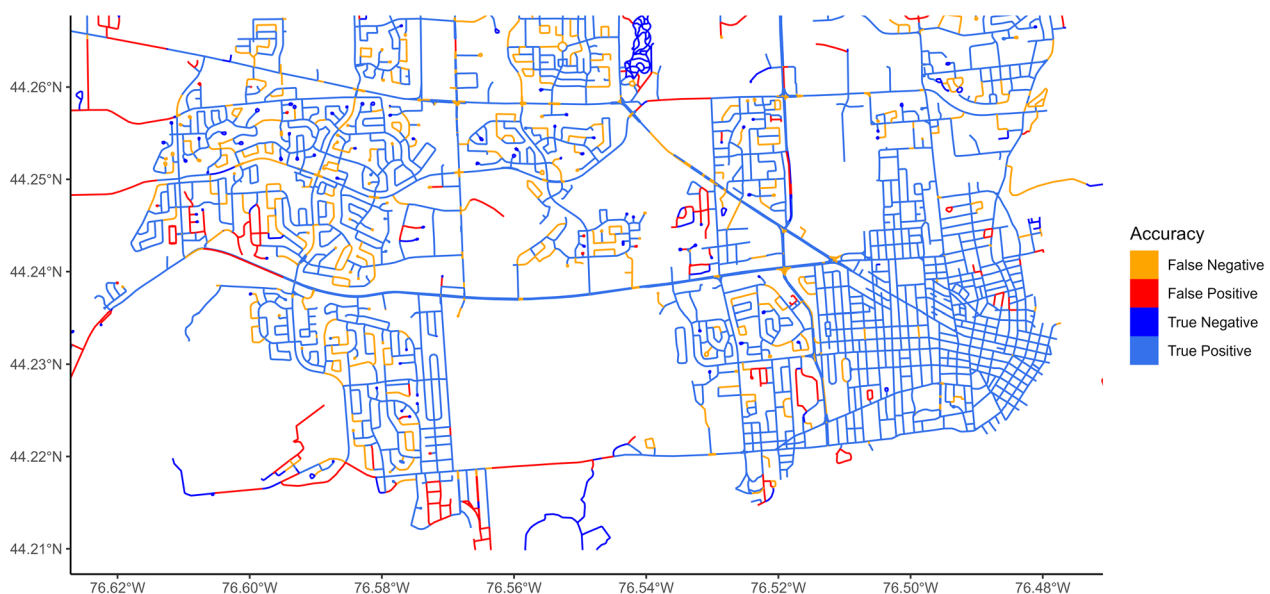 44.26°N
44.25°N
44.24°N
44.23°N
44.22°N
44.21°N
76.62°W
76.60°W
76.58°W
76.56°W
76.54°W
76.52°W
76.50°W
76.48°W
Accuracy
False Negative
False Positive
True Negative
True Positive